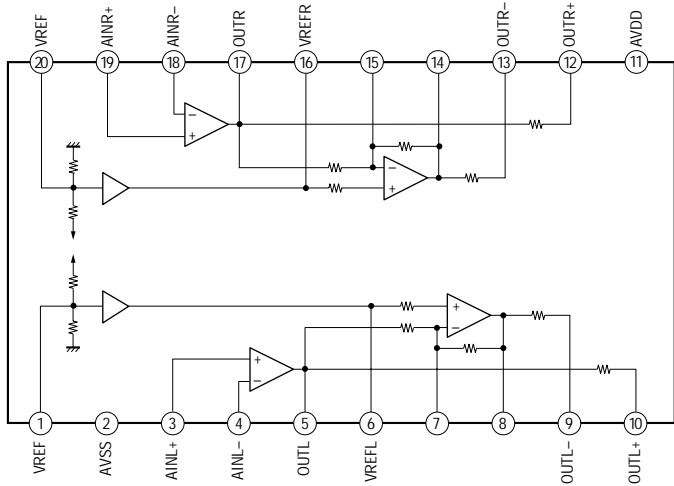 VREF
AINR+
AINR−
OUTR
VREFR
OUTR−
OUTR+
AVDD
20
19
18
17
16
15
14
13
12
11
−
+
−
+
+
−
+
−
1
2
3
4
5
6
7
8
9
10
VREF
AVSS
AINL+
AINL−
OUTL
VREFL
OUTL−
OUTL+